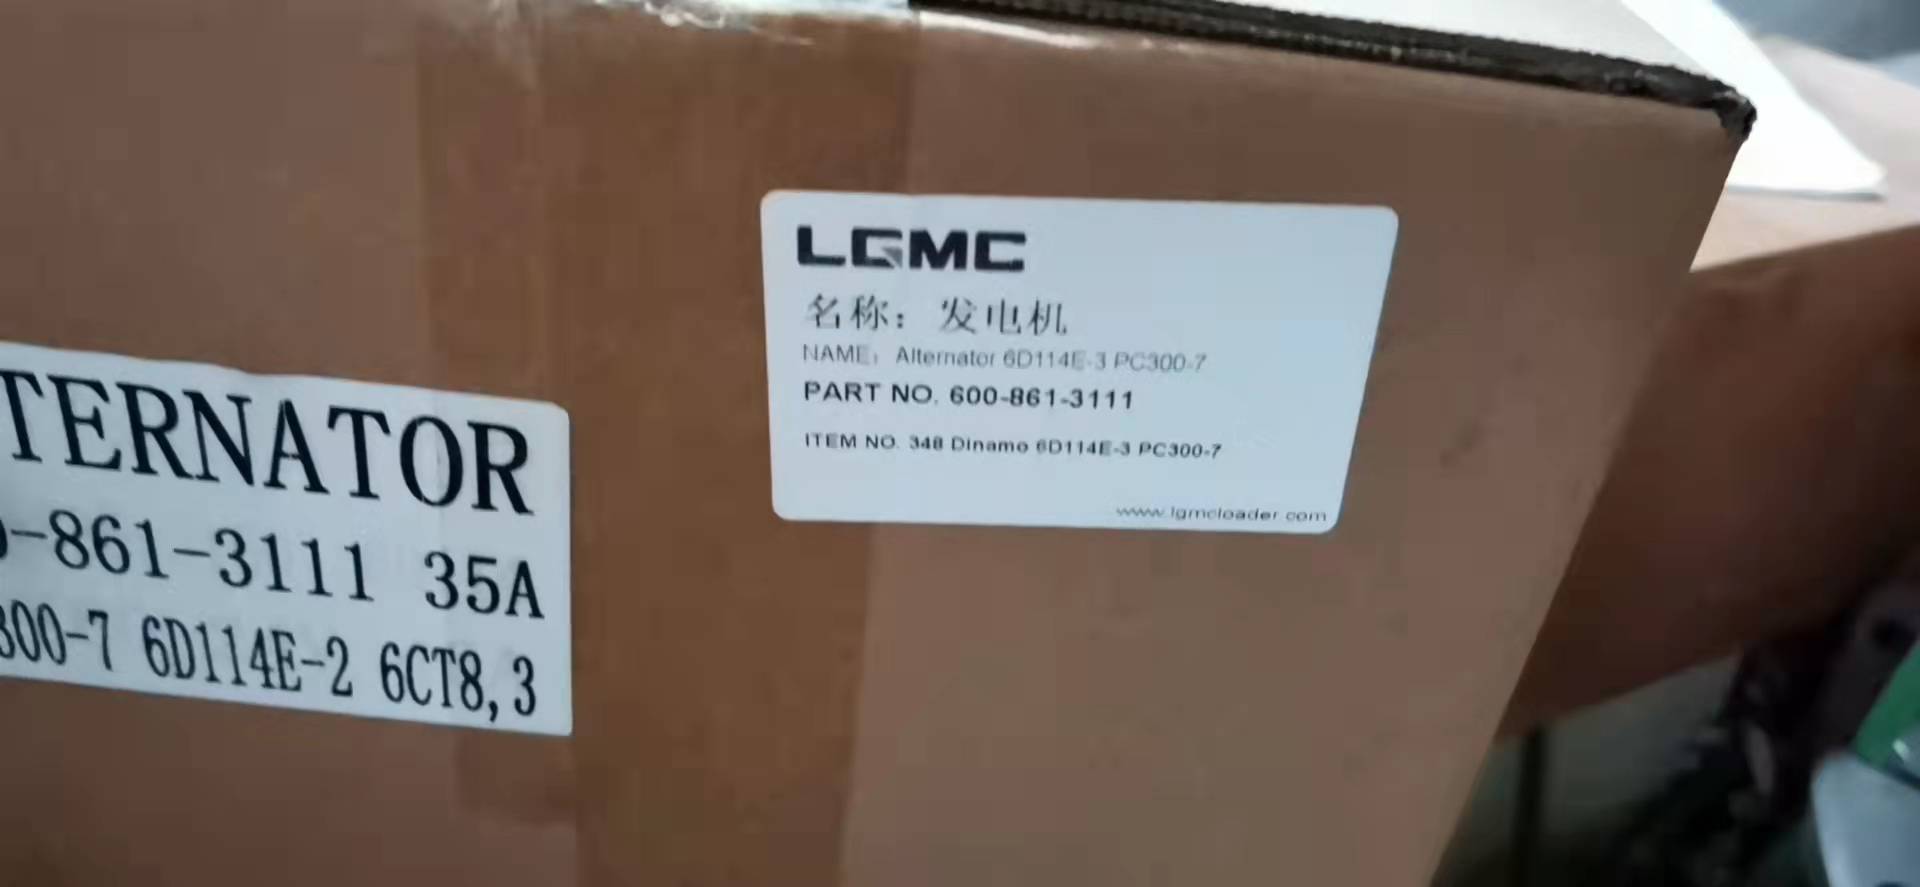 LGMC
名称：发电机
NAME：Alternator 6D114E-3 PC300-7
PART NO. 600-861-3111
ITEM NO. 348 Dinamo 6D114E-3 PC300-7
www.lgmcloader.com
TERNATOR
-861-3111 35A
300-7 6D114E-2 6CT8,3